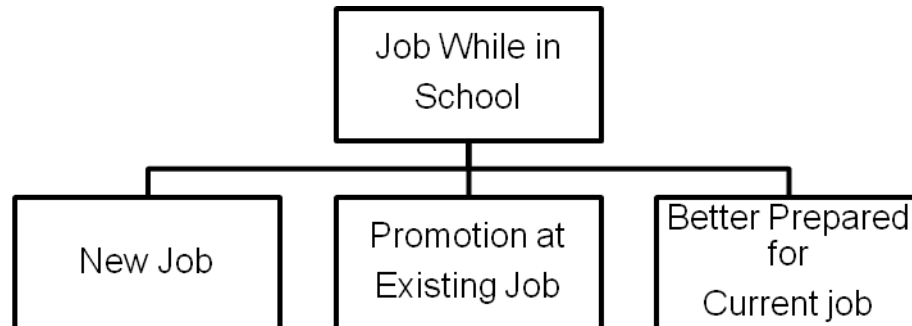 Job While in
School
New Job
Promotion at
Existing Job
Better Prepared
for
Current job